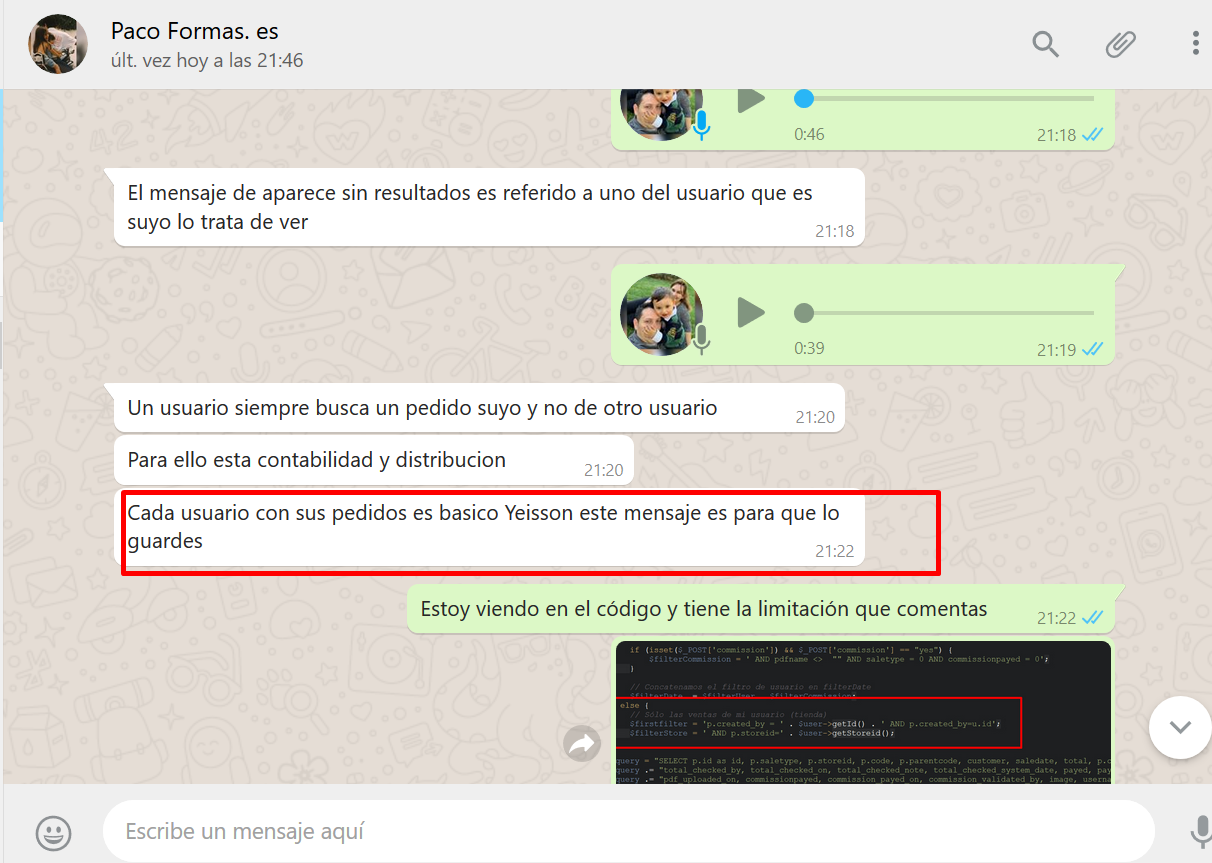 Paco Formas. es
últ. vez hoy a las 21:46
0:46
21:18
El mensaje de aparece sin resultados es referido a uno del usuario que es
suyo lo trata de ver
21:18
0:39
21:19
Un usuario siempre busca un pedido suyo y no de otro usuario
21:20
Para ello esta contabilidad y distribucion
21:20
Cada usuario con sus pedidos es basico Yeisson este mensaje es para que lo
guardes
21:22
Estoy viendo en el código y tiene la limitación que comentas
21:22
if (isset($_POST['commission']) && $_POST['commission'] == "yes") {
$filterCommission = ' AND pdfname <> "" AND saletype = 0 AND commissionpayed = 0';
}
// Concatenamos el filtro de usuario en filterDate
$filterDate = $filterUser . $filterCommission;
else {
// Sólo las ventas de mi usuario (tienda)
$firstfilter = 'p.created_by = ' . $user->getId() . ' AND p.created_by=u.id';
$filterStore = ' AND p.storeid=' . $user->getStoreid();
query = "SELECT p.id as id, p.saletype, p.storeid, p.code, p.parentcode, customer, saledate, total, p.c
query .= "total_checked_by, total_checked_on, total_checked_note, total_checked_system_date, payed, pay
query .= "pdf_uploaded_on, commissionpayed, commission_payed_on, commission_validated_by, image, userna
Escribe un mensaje aquí